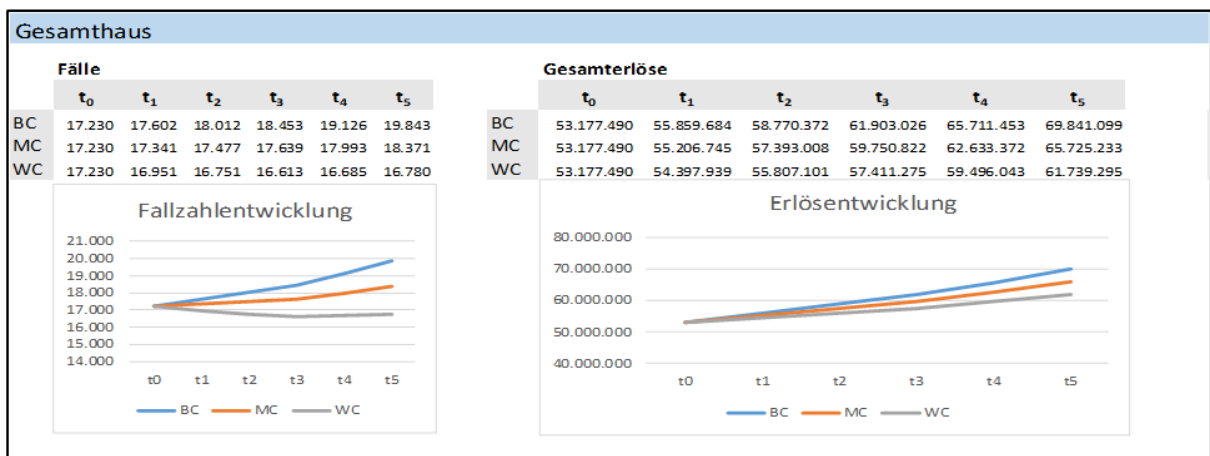 Gesamthaus
Fälle
t0 t1 t2 t3 t4 t5
BC 17.230 17.602 18.012 18.453 19.126 19.843
MC 17.230 17.341 17.477 17.639 17.993 18.371
WC 17.230 16.951 16.751 16.613 16.685 16.780
Gesamterlöse
t0 t1 t2 t3 t4 t5
BC 53.177.490 55.859.684 58.770.372 61.903.026 65.711.453 69.841.099
MC 53.177.490 55.206.745 57.393.008 59.750.822 62.633.372 65.725.233
WC 53.177.490 54.397.939 55.807.101 57.411.275 59.496.043 61.739.295
Fallzahlentwicklung
21.000
20.000
19.000
18.000
17.000
16.000
15.000
14.000
t0 t1 t2 t3 t4 t5
BC MC WC
Erlösentwicklung
80.000.000
70.000.000
60.000.000
50.000.000
40.000.000
t0 t1 t2 t3 t4 t5
BC MC WC